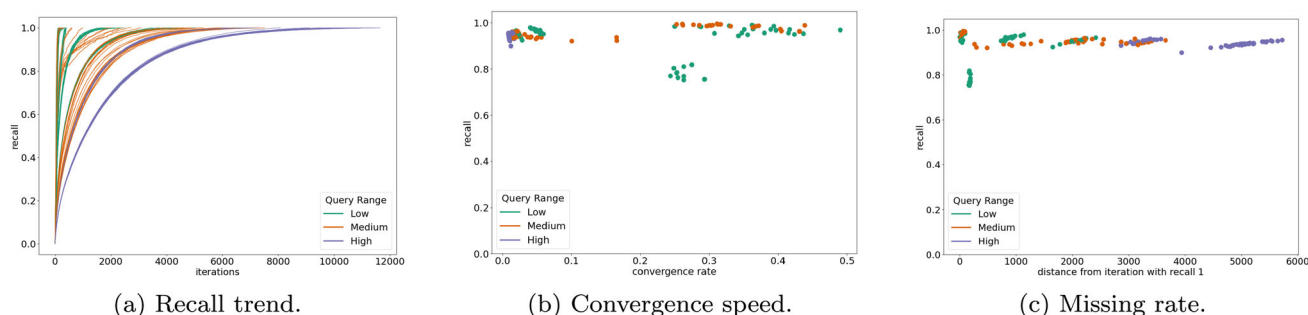 1.0
0.8
0.6
0.4
0.2
0.0
recall
0 2000 4000 6000 8000 10000 12000
iterations
Query Range
Low
Medium
High
(a) Recall trend.
1.0
0.8
0.6
0.4
0.2
0.0
recall
0.0 0.1 0.2 0.3 0.4 0.5
convergence rate
Query Range
Low
Medium
High
(b) Convergence speed.
1.0
0.8
0.6
0.4
0.2
0.0
recall
0 1000 2000 3000 4000 5000 6000
distance from iteration with recall 1
Query Range
Low
Medium
High
(c) Missing rate.